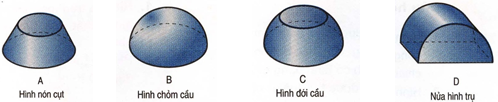 A
Hình nón cụt
B
Hình chỏm cầu
C
Hình đới cầu
D
Nửa hình trụ